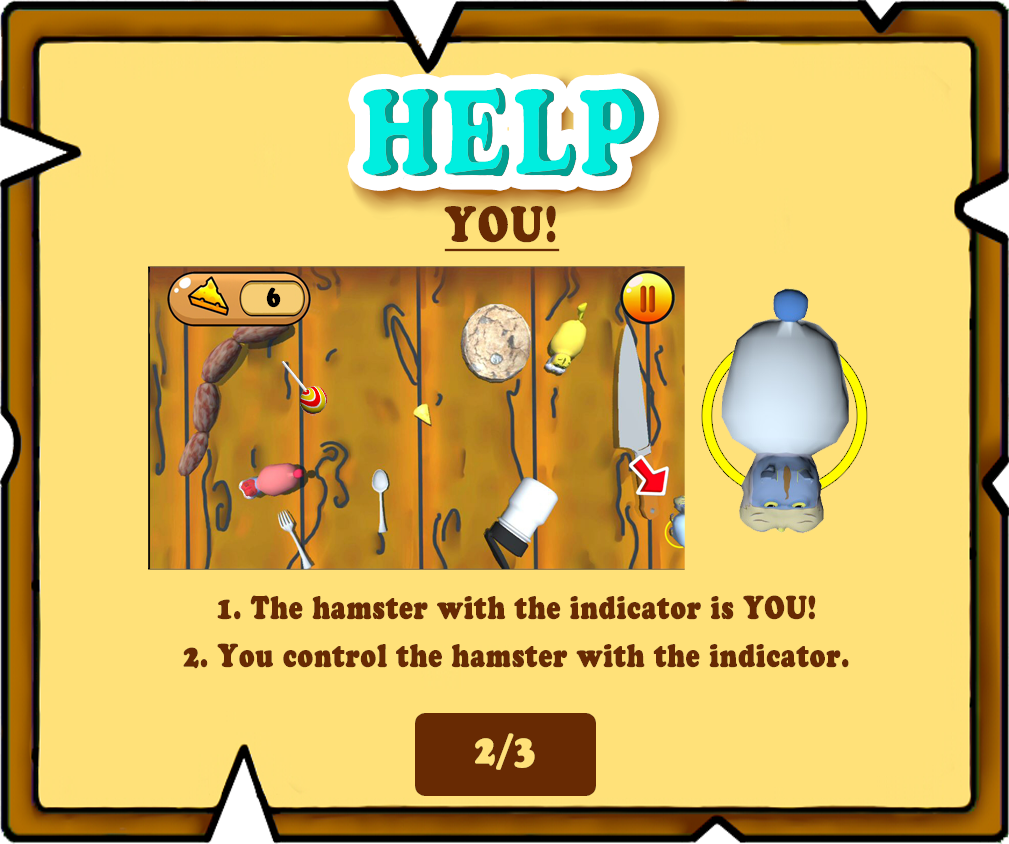 HELP
YOU!
6
1. The hamster with the indicator is YOU!
2. You control the hamster with the indicator.
2/3